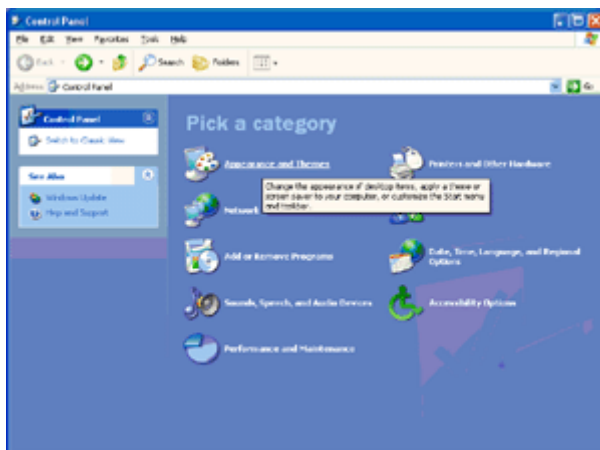 Control Panel
File Edit View Favorites Tools Help
Back Search Folders
Address Control Panel Go
Control Panel
Switch to Classic View
See Also
Windows Update
Help and Support
Pick a category
Appearance and Themes
Printers and Other Hardware
Change the appearance of desktop items, apply a theme or
screen saver to your computer, or customize the Start menu
and taskbar.
Network
Add or Remove Programs
Date, Time, Language, and Regional
Options
Sounds, Speech, and Audio Devices
Accessibility Options
Performance and Maintenance